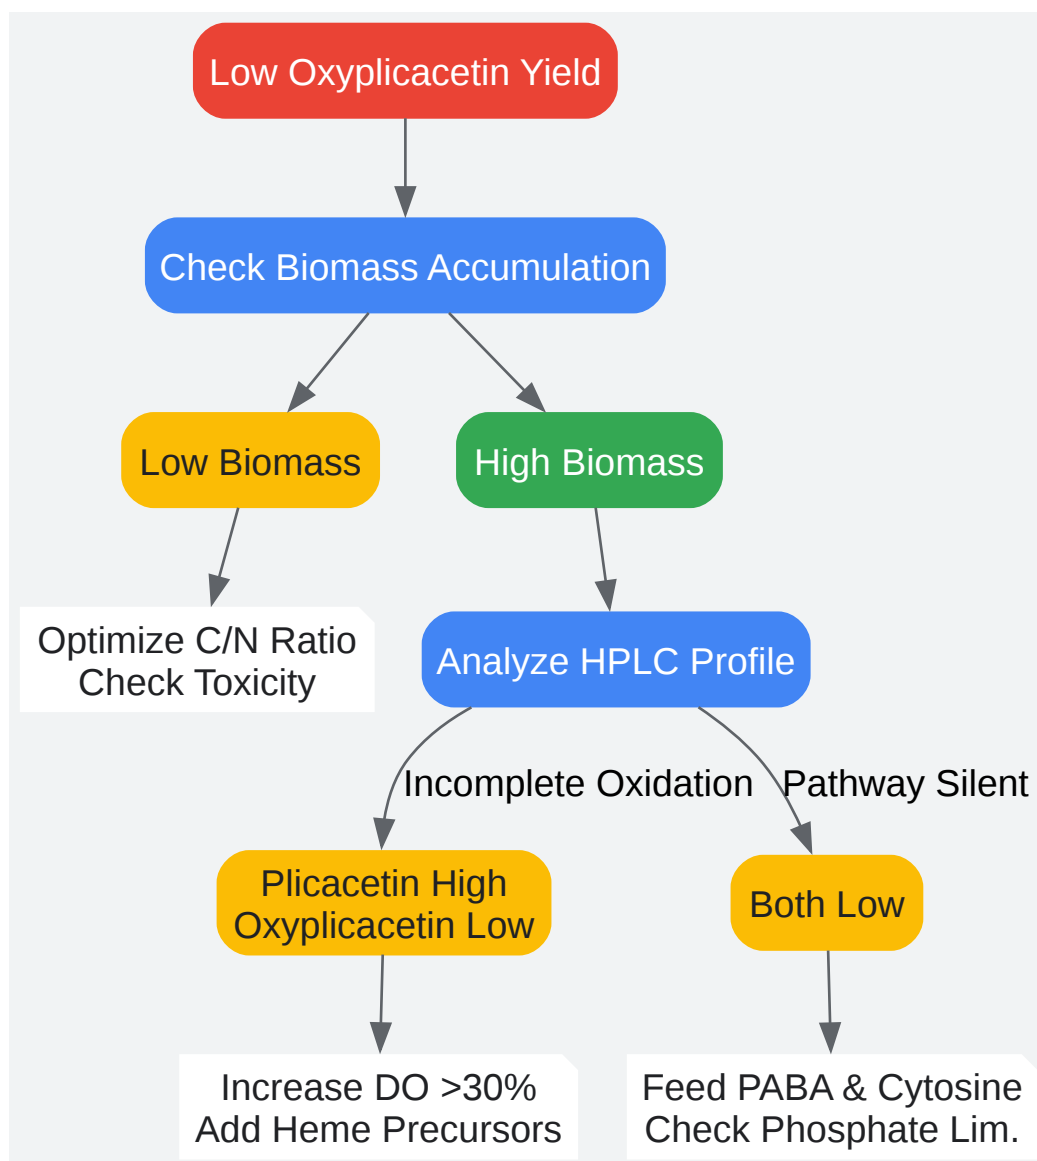 Low Oxyplicacetin Yield
Check Biomass Accumulation
Low Biomass
High Biomass
Optimize C/N Ratio
Check Toxicity
Analyze HPLC Profile
Incomplete Oxidation
Pathway Silent
Plicacetin High
Oxyplicacetin Low
Both Low
Increase DO >30%
Add Heme Precursors
Feed PABA & Cytosine
Check Phosphate Lim.